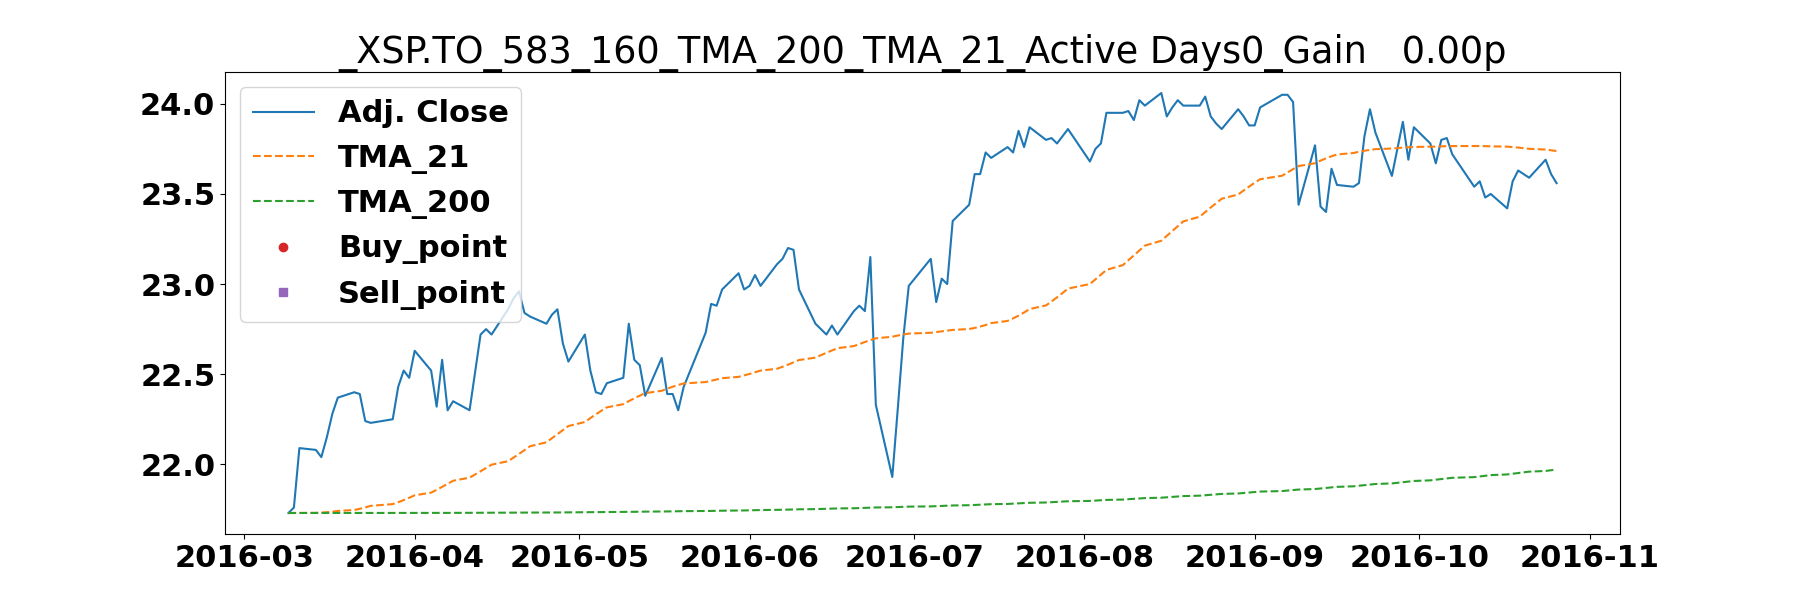 _XSP.TO_583_160_TMA_200_TMA_21_Active Days0_Gain   0.00p
Adj. Close
TMA_21
TMA_200
Buy_point
Sell_point
24.0
23.5
23.0
22.5
22.0
2016-03 2016-04 2016-05 2016-06 2016-07 2016-08 2016-09 2016-10 2016-11